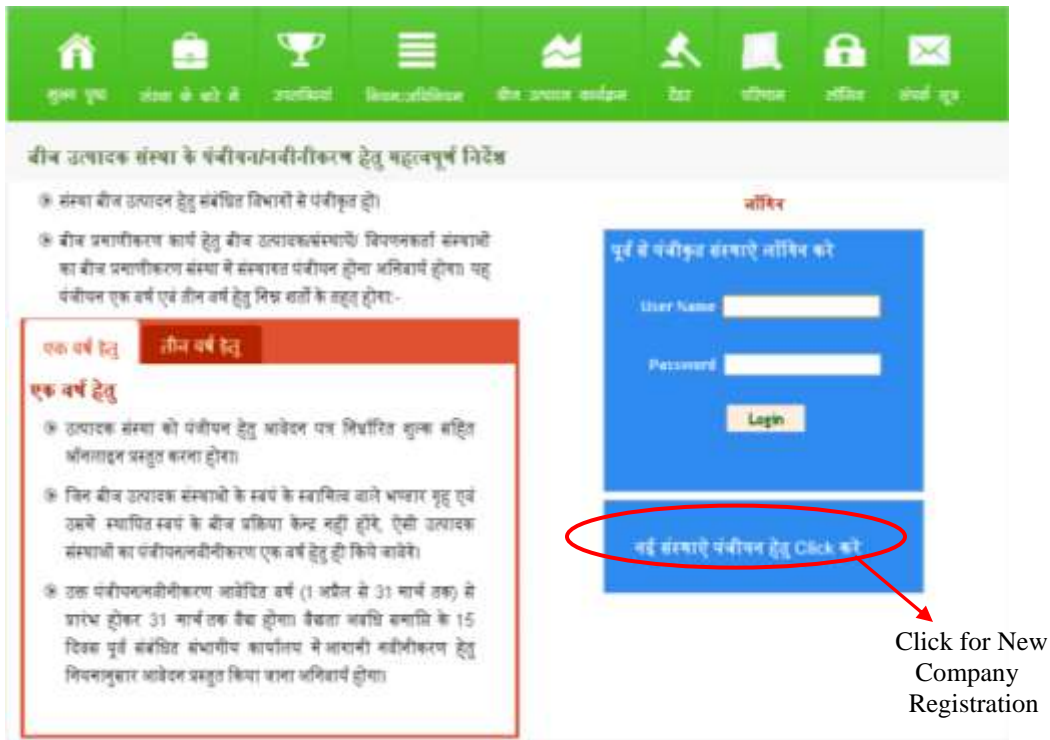 मुख्य पृष्ठ
संस्था के बारे में
उपलब्धियां
नियम/अधिनियम
बीज उत्पादन कार्यक्रम
टेंडर
परिणाम
लॉगिन
संपर्क सूत्र
बीज उत्पादक संस्था के पंजीयन/नवीनीकरण हेतु महत्वपूर्ण निर्देश
संस्था बीज उत्पादन हेतु संबंधित विभागों से पंजीकृत हो।
बीज प्रमाणीकरण कार्य हेतु बीज उत्पादक/संस्थाऐं/ विपणनकर्ता संस्थाओं
का बीज प्रमाणीकरण संस्था में संस्थागत पंजीयन होना अनिवार्य होगा। यह
पंजीयन एक वर्ष एवं तीन वर्ष हेतु निम्न शर्तों के तहत् होगा:-
एक वर्ष हेतु
तीन वर्ष हेतु
एक वर्ष हेतु
उत्पादक संस्था को पंजीयन हेतु आवेदन पत्र निर्धारित शुल्क सहित
ऑनलाइन प्रस्तुत करना होगा।
जिन बीज उत्पादक संस्थाओं के स्वयं के स्वामित्व वाले भण्डार गृह एवं
उसमें स्थापित स्वयं के बीज प्रक्रिया केन्द्र नहीं होंगे, ऐसी उत्पादक
संस्थाओं का पंजीयन/नवीनीकरण एक वर्ष हेतु ही किये जावेंगे।
उक्त पंजीयन/नवीनीकरण आवेदित वर्ष (1 अप्रैल से 31 मार्च तक) से
प्रारंभ होकर 31 मार्च तक वैध होगा। वैद्यता अवधि समाप्ति के 15
दिवस पूर्व संबंधित संभागीय कार्यालय में आगामी नवीनीकरण हेतु
नियमानुसार आवेदन प्रस्तुत किया जाना अनिवार्य होगा।
लॉगिन
पूर्व से पंजीकृत संस्थाऐं लॉगिन करे
User Name
Password
Login
नई संस्थाऐं पंजीयन हेतु Click करे
Click for New
Company
Registration